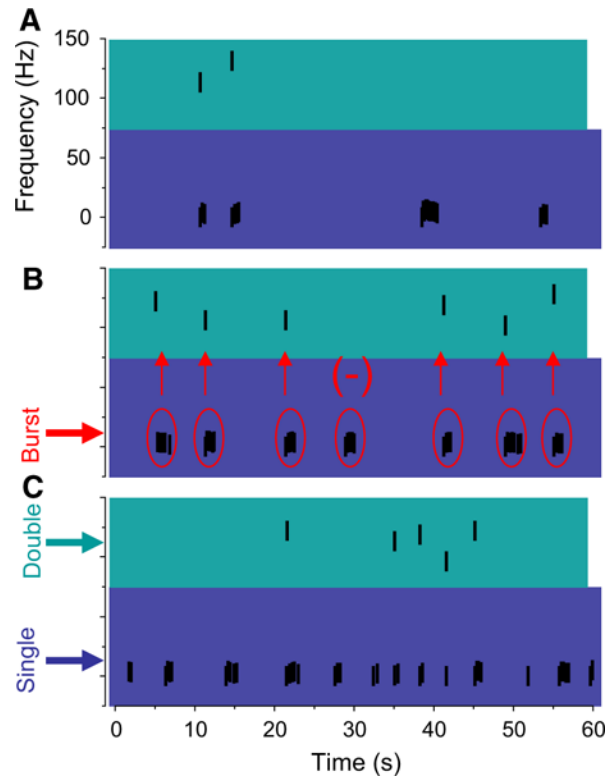 A
Frequency (Hz)
150
100
50
0
B
(-)
Burst
C
Double
Single
0 10 20 30 40 50 60
Time (s)